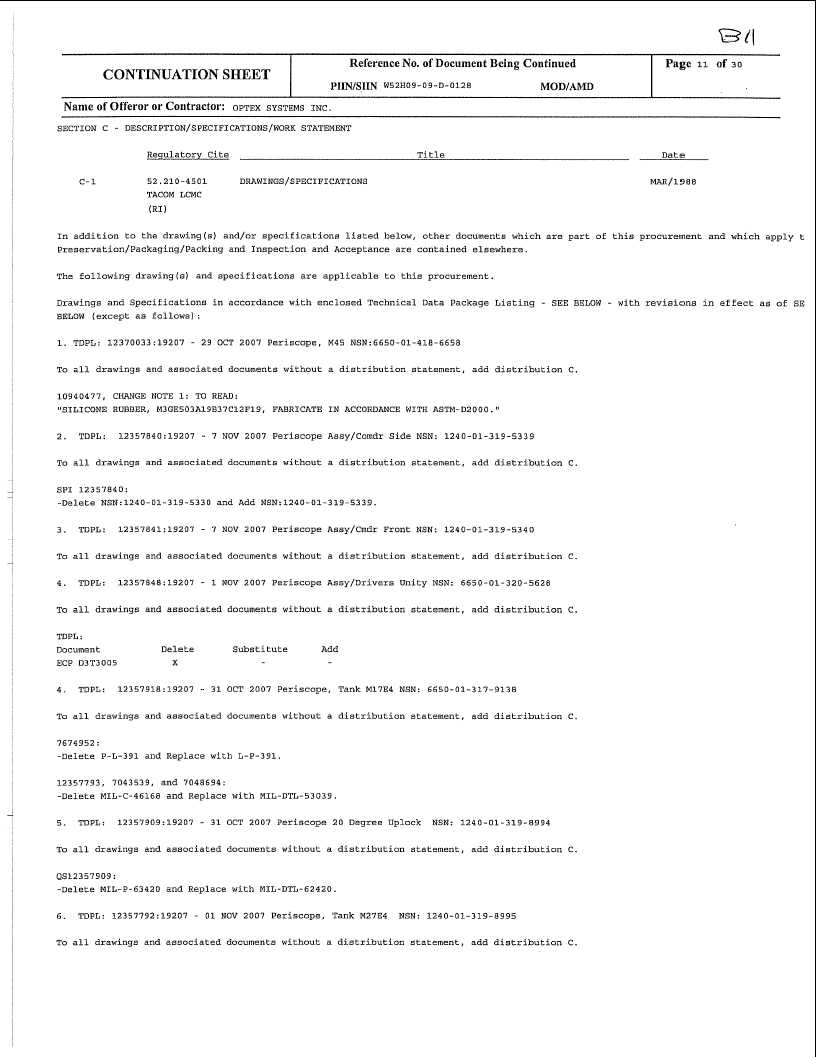 B11
CONTINUATION SHEET
Reference No. of Document Being Continued
PIIN/SIIN W52H09-09-D-0128 MOD/AMD
Page 11 of 30
Name of Offeror or Contractor: OPTEX SYSTEMS INC.
SECTION C - DESCRIPTION/SPECIFICATIONS/WORK STATEMENT
Regulatory Cite Title Date
C-1 52.210-4501 DRAWINGS/SPECIFICATIONS MAR/1988
TACOM LCMC
(RI)
In addition to the drawing(s) and/or specifications listed below, other documents which are part of this procurement and which apply t
Preservation/Packaging/Packing and Inspection and Acceptance are contained elsewhere.
The following drawing(s) and specifications are applicable to this procurement.
Drawings and Specifications in accordance with enclosed Technical Data Package Listing - SEE BELOW - with revisions in effect as of SE
BELOW (except as follows):
1. TDPL: 12370033:19207 - 29 OCT 2007 Periscope, M45 NSN:6650-01-418-6658
To all drawings and associated documents without a distribution statement, add distribution C.
10940477, CHANGE NOTE 1: TO READ:
"SILICONE RUBBER, M3GE503A19B37C12F19, FABRICATE IN ACCORDANCE WITH ASTM-D2000."
2. TDPL: 12357840:19207 - 7 NOV 2007 Periscope Assy/Comdr Side NSN: 1240-01-319-5339
To all drawings and associated documents without a distribution statement, add distribution C.
SPI 12357840:
-Delete NSN:1240-01-319-5330 and Add NSN:1240-01-319-5339.
3. TDPL: 12357841:19207 - 7 NOV 2007 Periscope Assy/Cmdr Front NSN: 1240-01-319-5340
To all drawings and associated documents without a distribution statement, add distribution C.
4. TDPL: 12357848:19207 - 1 NOV 2007 Periscope Assy/Drivers Unity NSN: 6650-01-320-5628
To all drawings and associated documents without a distribution statement, add distribution C.
TDPL:
Document Delete Substitute Add
ECP D3T3005 X - -
4. TDPL: 12357918:19207 - 31 OCT 2007 Periscope, Tank M17E4 NSN: 6650-01-317-9138
To all drawings and associated documents without a distribution statement, add distribution C.
7674952:
-Delete P-L-391 and Replace with L-P-391.
12357793, 7043539, and 7048694:
-Delete MIL-C-46168 and Replace with MIL-DTL-53039.
5. TDPL: 12357909:19207 - 31 OCT 2007 Periscope 20 Degree Uplock NSN: 1240-01-319-8994
To all drawings and associated documents without a distribution statement, add distribution C.
QS12357909:
-Delete MIL-P-63420 and Replace with MIL-DTL-62420.
6. TDPL: 12357792:19207 - 01 NOV 2007 Periscope, Tank M27E4 NSN: 1240-01-319-8995
To all drawings and associated documents without a distribution statement, add distribution C.